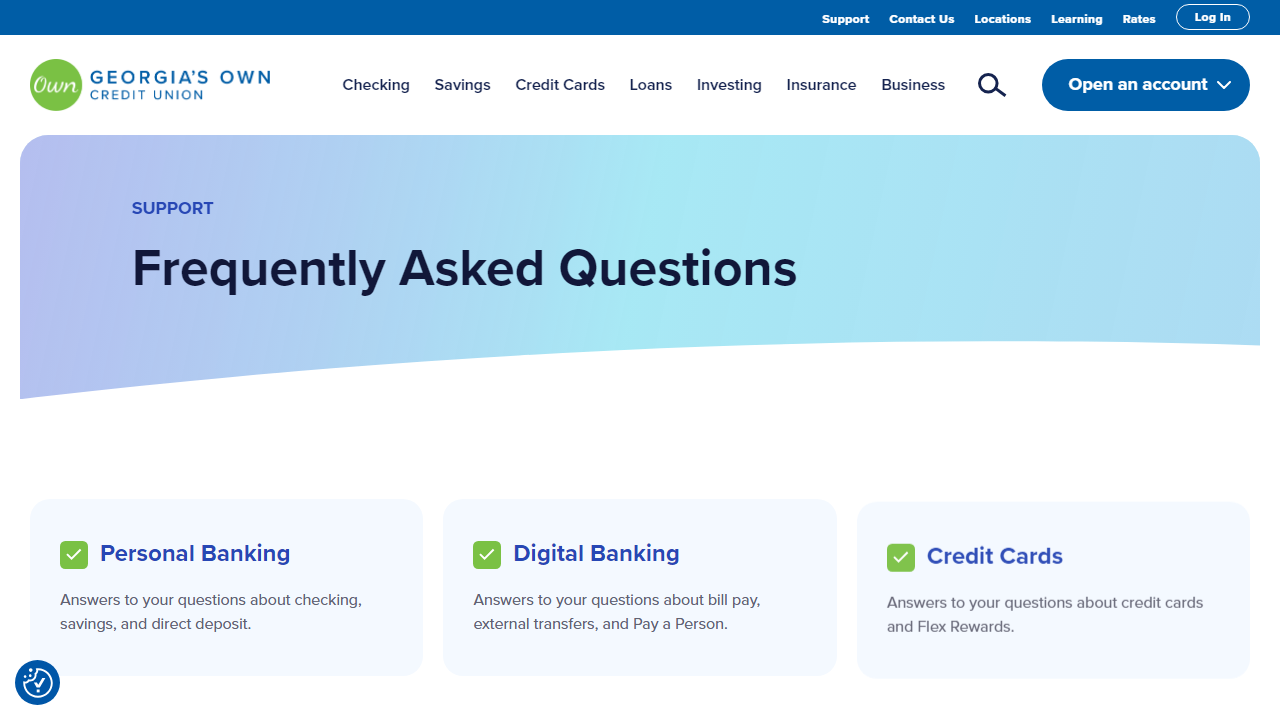 Support Contact Us Locations Learning Rates Log In
Own GEORGIA'S OWN
CREDIT UNION
Checking Savings Credit Cards Loans Investing Insurance Business Open an account
SUPPORT
Frequently Asked Questions
Personal Banking
Answers to your questions about checking,
savings, and direct deposit.
Digital Banking
Answers to your questions about bill pay,
external transfers, and Pay a Person.
Credit Cards
Answers to your questions about credit cards
and Flex Rewards.